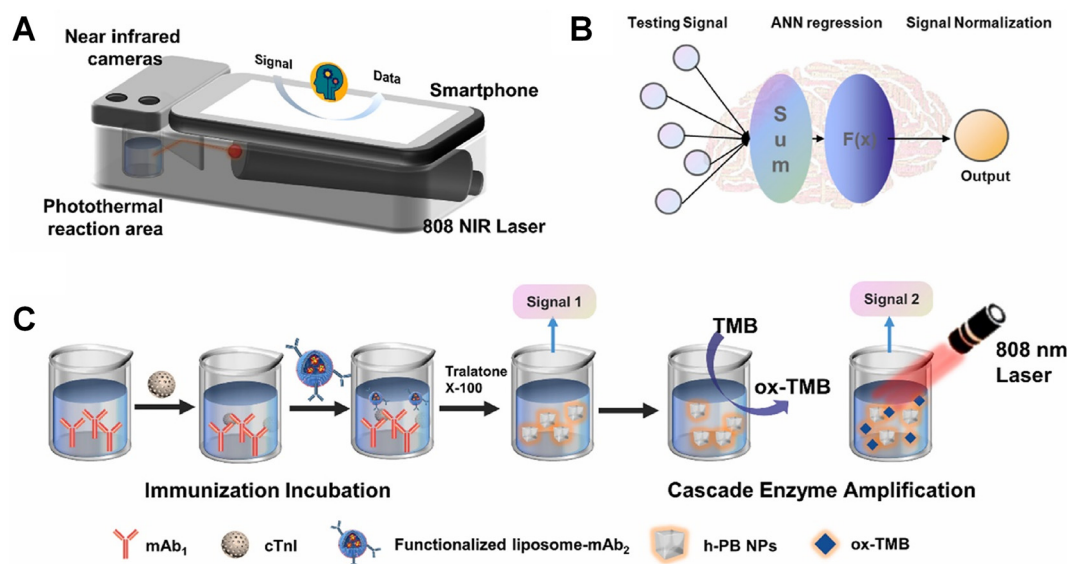 A
Near infrared
cameras
Signal
Data
Smartphone
Photothermal
reaction area
808 NIR Laser
B
Testing Signal
ANN regression
Signal Normalization
S
u
m
F(x)
Output
C
Signal 1
Signal 2
TMB
ox-TMB
808 nm
Laser
Tralatone
X-100
Immunization Incubation
Cascade Enzyme Amplification
mAb₁
cTnI
Functionalized liposome-mAb₂
h-PB NPs
ox-TMB